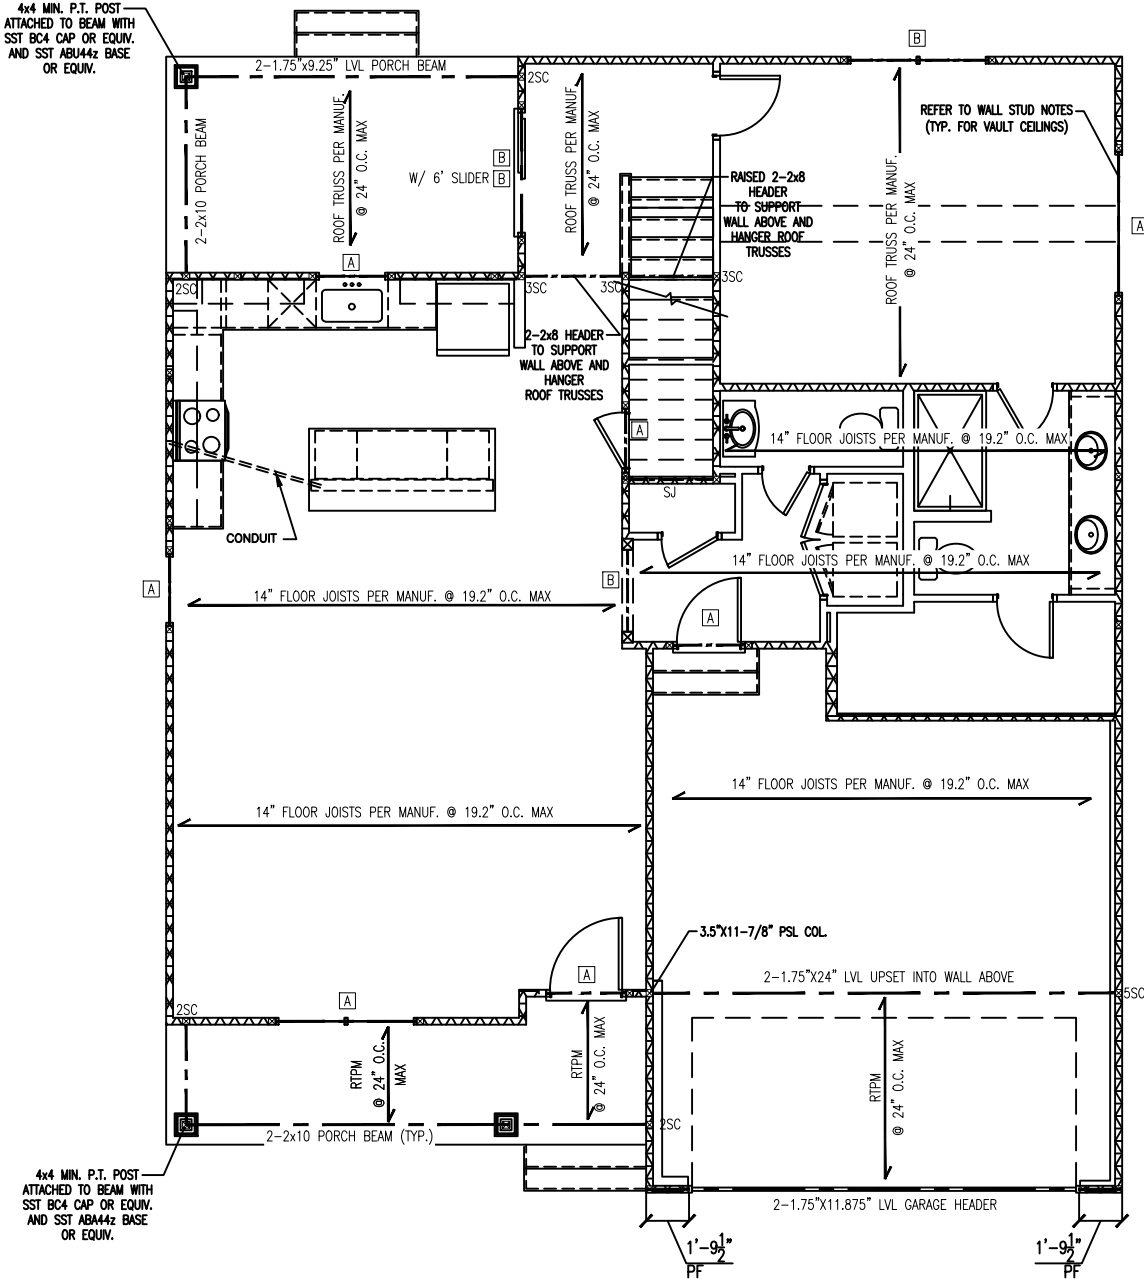 4x4 MIN. P.T. POST
ATTACHED TO BEAM WITH
SST BC4 CAP OR EQUIV.
AND SST ABU44z BASE
OR EQUIV.
2-1.75"x9.25" LVL PORCH BEAM
2-2x10 PORCH BEAM
ROOF TRUSS PER MANUF.
@ 24" O.C. MAX
W/ 6' SLIDER
B
B
2SC
ROOF TRUSS PER MANUF.
@ 24" O.C. MAX
B
REFER TO WALL STUD NOTES
(TYP. FOR VAULT CEILINGS)
ROOF TRUSS PER MANUF.
@ 24" O.C. MAX
A
RAISED 2-2x8
HEADER
TO SUPPORT
WALL ABOVE AND
HANGER ROOF
TRUSSES
A
2SC
3SC
3SC
3SC
2-2x8 HEADER
TO SUPPORT
WALL ABOVE AND
HANGER
ROOF TRUSSES
A
14" FLOOR JOISTS PER MANUF. @ 19.2" O.C. MAX
SJ
CONDUIT
14" FLOOR JOISTS PER MANUF. @ 19.2" O.C. MAX
B
A
14" FLOOR JOISTS PER MANUF. @ 19.2" O.C. MAX
A
14" FLOOR JOISTS PER MANUF. @ 19.2" O.C. MAX
14" FLOOR JOISTS PER MANUF. @ 19.2" O.C. MAX
3.5"X11-7/8" PSL COL.
A
2-1.75"X24" LVL UPSET INTO WALL ABOVE
5SC
2SC
A
RTPM
@ 24" O.C.
MAX
RTPM
@ 24" O.C. MAX
RTPM
@ 24" O.C. MAX
2SC
2-2x10 PORCH BEAM (TYP.)
4x4 MIN. P.T. POST
ATTACHED TO BEAM WITH
SST BC4 CAP OR EQUIV.
AND SST ABA44z BASE
OR EQUIV.
2-1.75"X11.875" LVL GARAGE HEADER
1'-9½"
PF
1'-9½"
PF